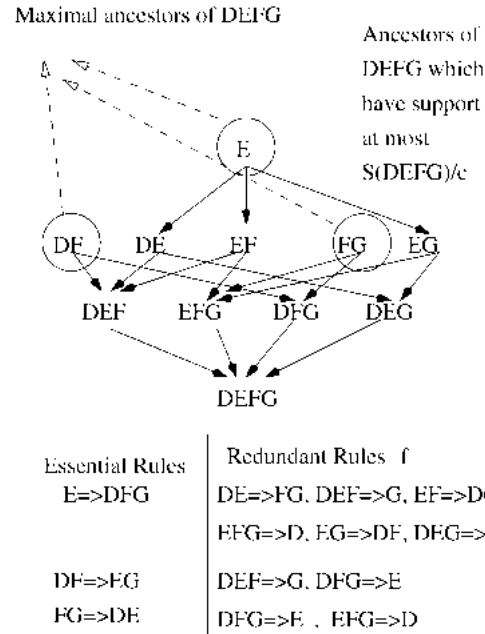 Maximal ancestors of DEFG
Ancestors of
DEFG which
have support
at most
S(DEFG)/c
E
DF DE EF FG EG
DEF EFG DFG DEG
DEFG
Essential Rules
Redundant Rules f
E=>DFG
DE=>FG, DEF=>G, EF=>DG
EFG=>D, EG=>DF, DEG=>
DF=>EG
DEF=>G, DFG=>E
FG=>DE
DFG=>E , EFG=>D